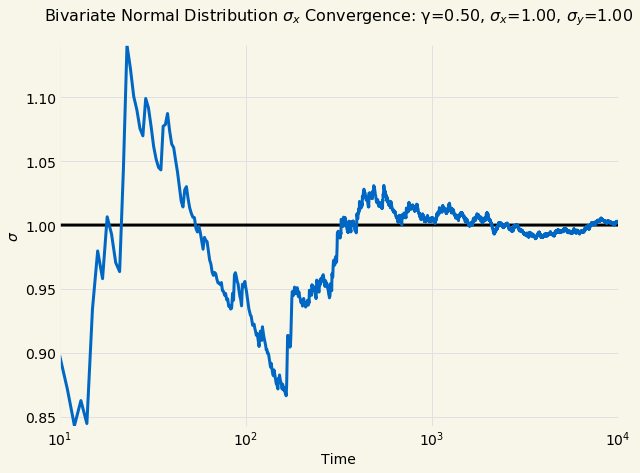 Bivariate Normal Distribution σₓ Convergence: γ=0.50, σₓ=1.00, σᵧ=1.00
σ
1.10
1.05
1.00
0.95
0.90
0.85
10¹ 10² 10³ 10⁴
Time